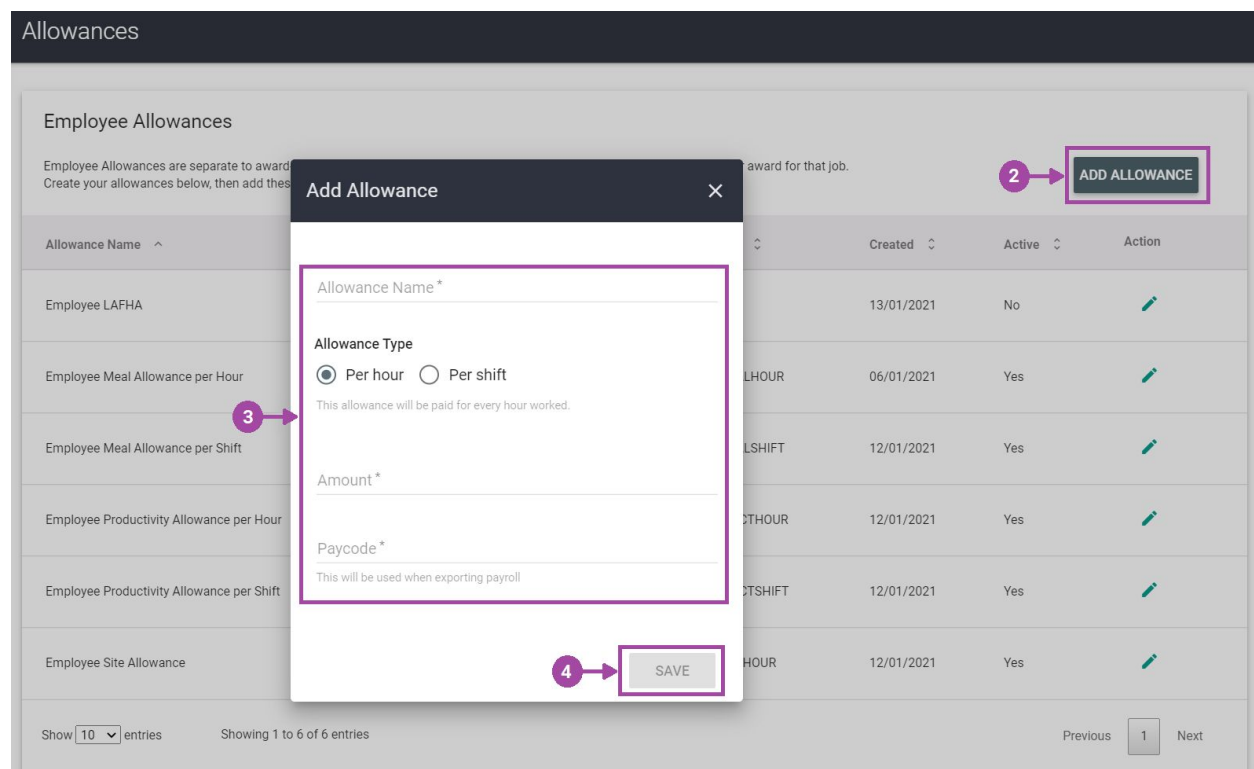 Allowances
Employee Allowances
Employee Allowances are separate to award
award for that job.
Create your allowances below, then add thes
2
ADD ALLOWANCE
Add Allowance
Allowance Name
Created
Active
Action
Allowance Name *
Employee LAFHA
13/01/2021
No
Allowance Type
Per hour
Per shift
This allowance will be paid for every hour worked.
3
Employee Meal Allowance per Hour
LHOUR
06/01/2021
Yes
Employee Meal Allowance per Shift
LSHIFT
12/01/2021
Yes
Amount *
Employee Productivity Allowance per Hour
CTHOUR
12/01/2021
Yes
Paycode *
This will be used when exporting payroll
Employee Productivity Allowance per Shift
CTSHIFT
12/01/2021
Yes
Employee Site Allowance
HOUR
12/01/2021
Yes
4
SAVE
Show 10 entries
Showing 1 to 6 of 6 entries
Previous
1
Next